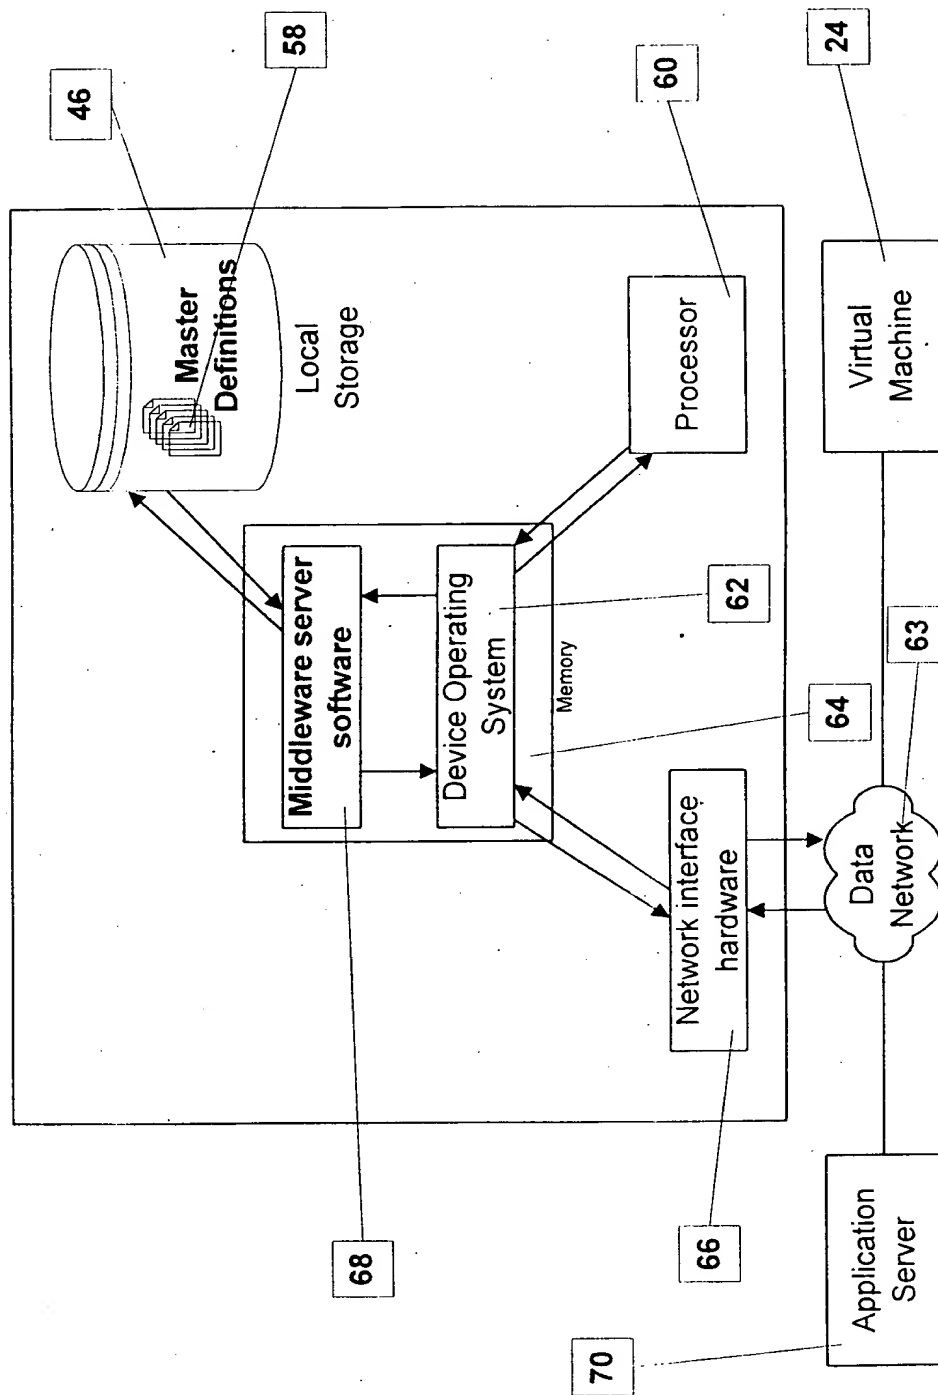 46
58
Master
Definitions
Local
Storage
68
Middleware server
software
Device Operating
System
62
Memory
64
60
Processor
66
Network interface
hardware
70
Application
Server
Data
Network
63
Virtual
Machine
24